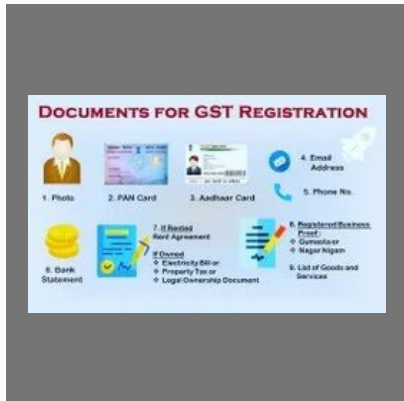 DOCUMENTS FOR GST REGISTRATION
1. Photo
2. PAN Card
3. Aadhaar Card
4. Email
Address
5. Phone No.
6. Bank
Statement
7. If Rented
Rent Agreement
If Owned
❖ Electricity Bill or
❖ Property Tax or
❖ Legal Ownership Document
8. Registered Business
Proof:
❖ Gumasta or
❖ Nagar Nigam
9. List of Goods and
Services